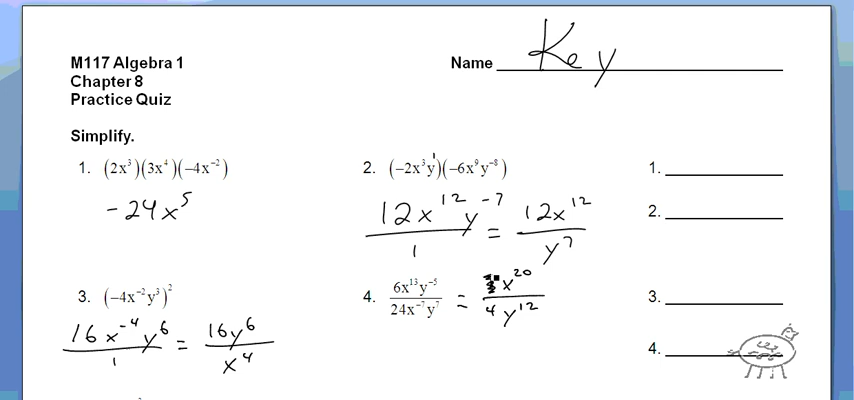 M117 Algebra 1
Name Key
Chapter 8
Practice Quiz
Simplify.
1. (2x³)(3x⁴)(−4x⁻²)
-24x⁵
2. (−2x³y¹)(−6x⁹y⁻⁸)
12x¹²y⁻⁷/1 = 12x¹²/y⁷
1.
2.
3. (−4x⁻²y³)²
16x⁻⁴y⁶/1 = 16y⁶/x⁴
4. 6x¹³y⁻⁵/24x⁻⁷y⁷ = x²⁰/4y¹²
3.
4.